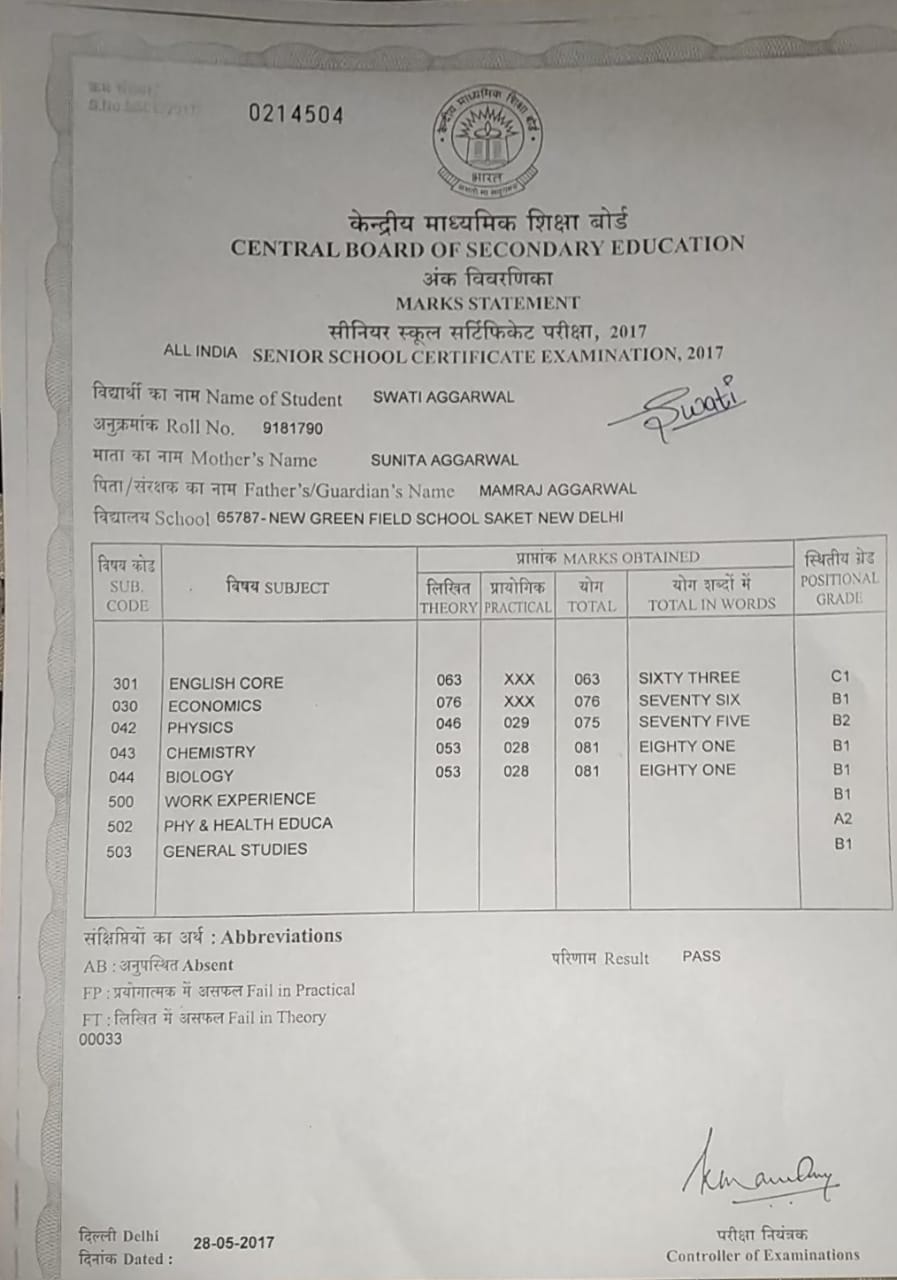 0214504
भारत
केन्द्रीय माध्यमिक शिक्षा बोर्ड
CENTRAL BOARD OF SECONDARY EDUCATION
अंक विवरणिका
MARKS STATEMENT
सीनियर स्कूल सर्टिफिकेट परीक्षा, 2017
ALL INDIA SENIOR SCHOOL CERTIFICATE EXAMINATION, 2017
विद्यार्थी का नाम Name of Student SWATI AGGARWAL
Swati
अनुक्रमांक Roll No. 9181790
माता का नाम Mother's Name SUNITA AGGARWAL
पिता/संरक्षक का नाम Father's/Guardian's Name MAMRAJ AGGARWAL
विद्यालय School 65787-NEW GREEN FIELD SCHOOL SAKET NEW DELHI
विषय कोड SUB. CODE विषय SUBJECT प्राप्तांक MARKS OBTAINED स्थितीय ग्रेड POSITIONAL GRADE
लिखित THEORY प्रायोगिक PRACTICAL योग TOTAL योग शब्दों में TOTAL IN WORDS
301 ENGLISH CORE 063 XXX 063 SIXTY THREE C1
030 ECONOMICS 076 XXX 076 SEVENTY SIX B1
042 PHYSICS 046 029 075 SEVENTY FIVE B2
043 CHEMISTRY 053 028 081 EIGHTY ONE B1
044 BIOLOGY 053 028 081 EIGHTY ONE B1
500 WORK EXPERIENCE B1
502 PHY & HEALTH EDUCA A2
503 GENERAL STUDIES B1
संक्षिप्तियों का अर्थ : Abbreviations
AB : अनुपस्थित Absent
परिणाम Result PASS
FP : प्रयोगात्मक में असफल Fail in Practical
FT : लिखित में असफल Fail in Theory
00033
दिल्ली Delhi
दिनांक Dated : 28-05-2017
परीक्षा नियंत्रक
Controller of Examinations